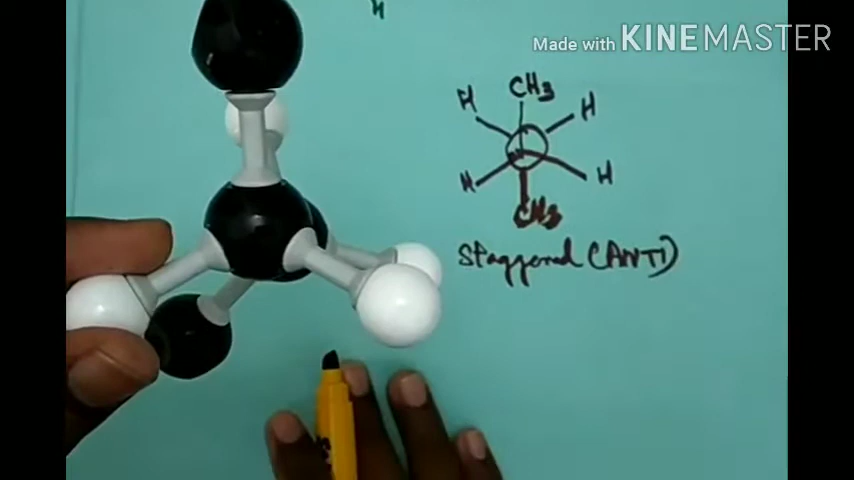 H
Made with KINEMASTER
CH3
H H
H H
CH3
Staggered (ANTI)